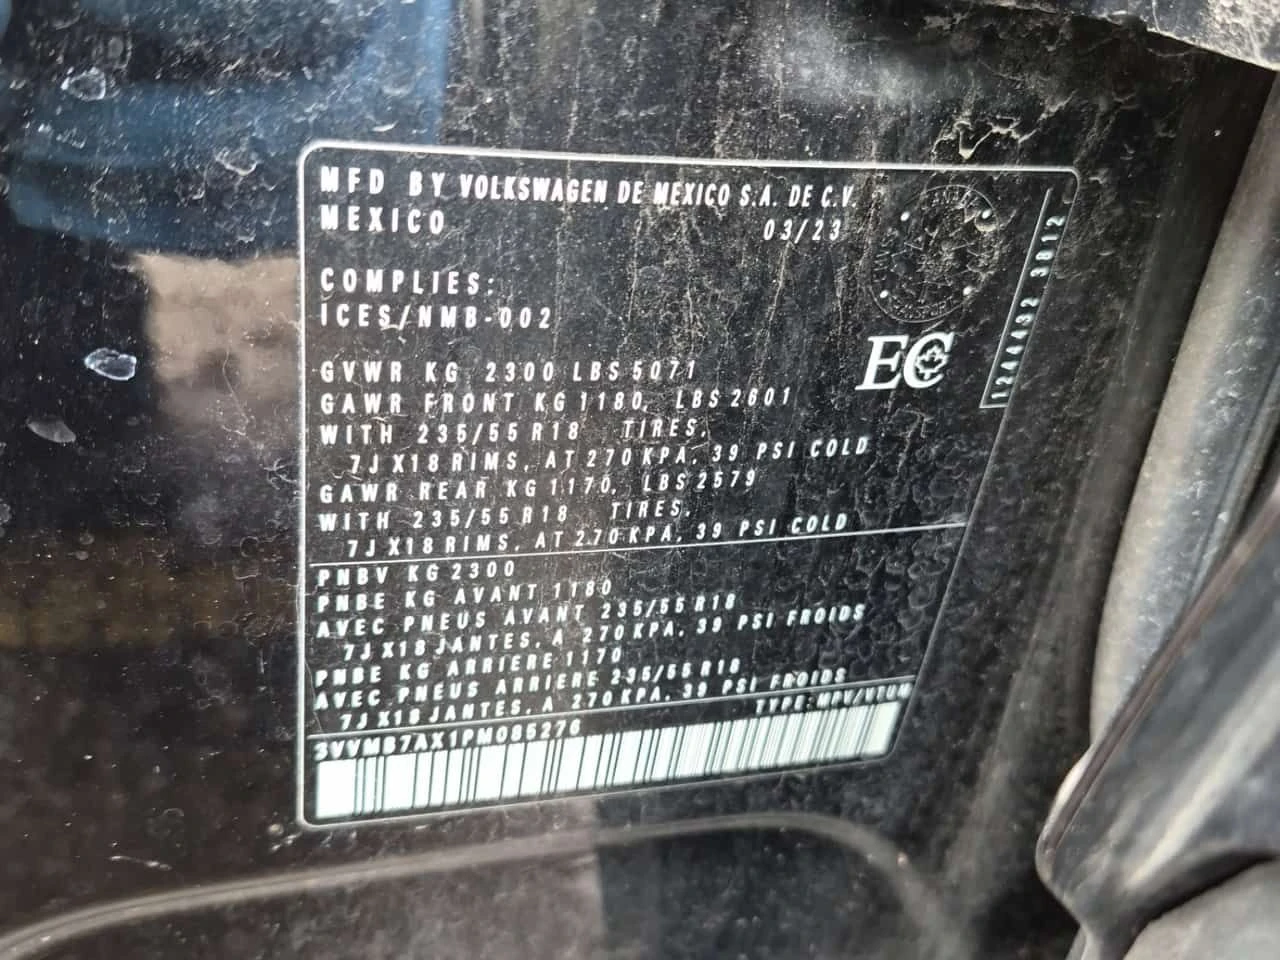 MFD BY VOLKSWAGEN DE MEXICO S.A. DE C.V.
MEXICO 03/23
COMPLIES:
ICES/NMB-002
EC
GVWR KG 2300 LBS 5071
GAWR FRONT KG 1180, LBS 2601
WITH 235/55 R18 TIRES,
7J X18 RIMS, AT 270 KPA, 39 PSI COLD
GAWR REAR KG 1170, LBS 2579
WITH 235/55 R18 TIRES,
7J X18 RIMS, AT 270 KPA, 39 PSI COLD
PNBV KG 2300
PNBE KG AVANT 1180
AVEC PNEUS AVANT 235/55 R18
7J X18 JANTES, A 270 KPA, 39 PSI FROIDS
PNBE KG ARRIERE 1170
AVEC PNEUS ARRIERE 235/55 R18
7J X18 JANTES, A 270 KPA, 39 PSI FROIDS
3VVMB7AX1PM085276 TYPE: MPV/VTUM
1244432 3012